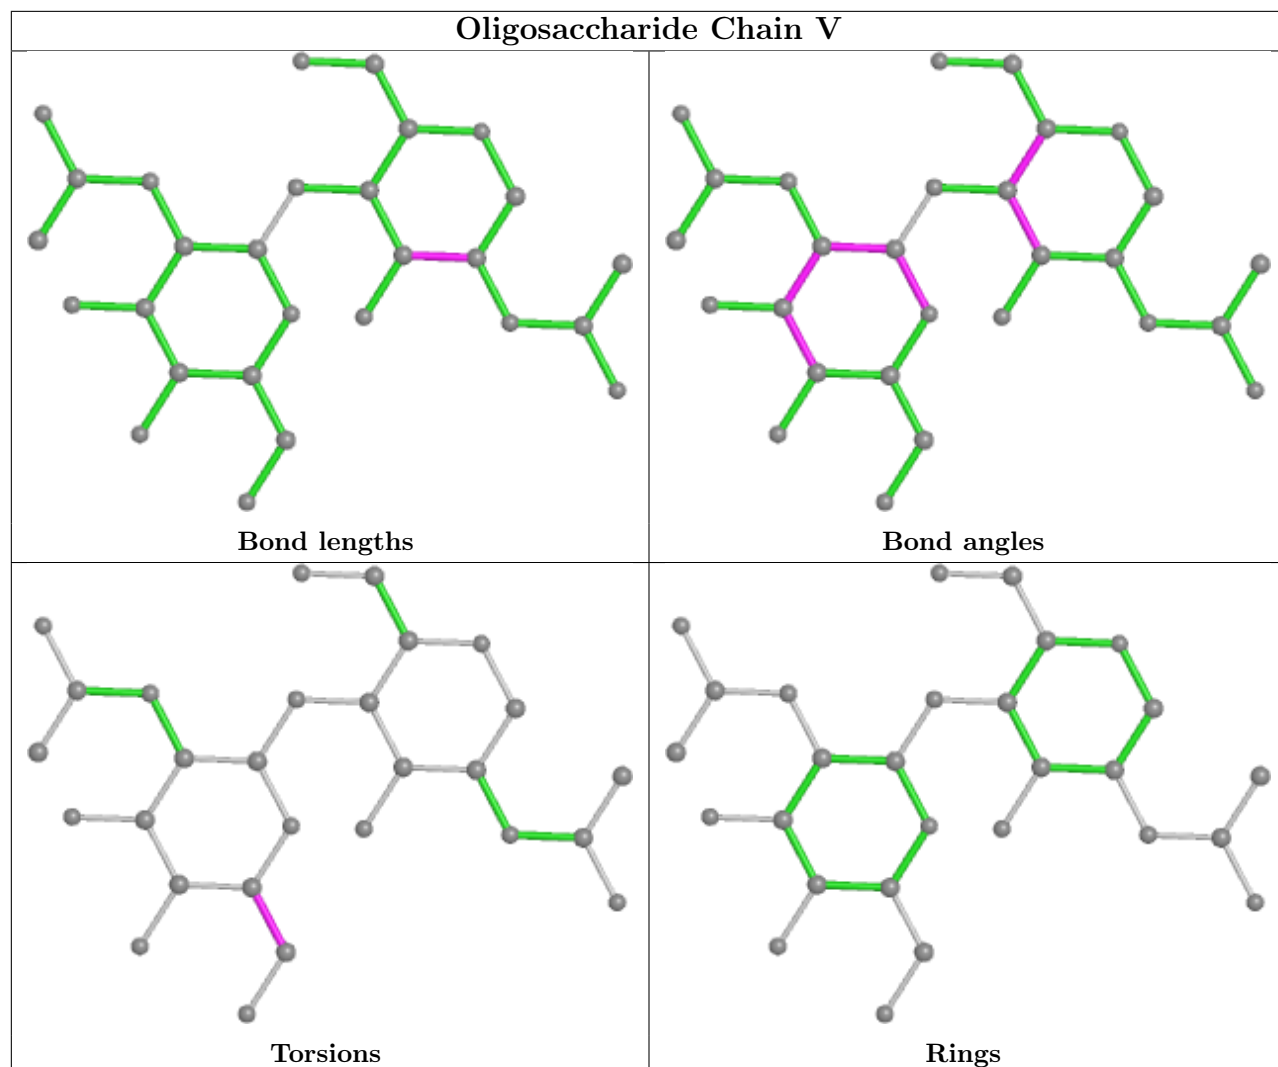 Oligosaccharide Chain V
Bond lengths
Bond angles
Torsions
Rings